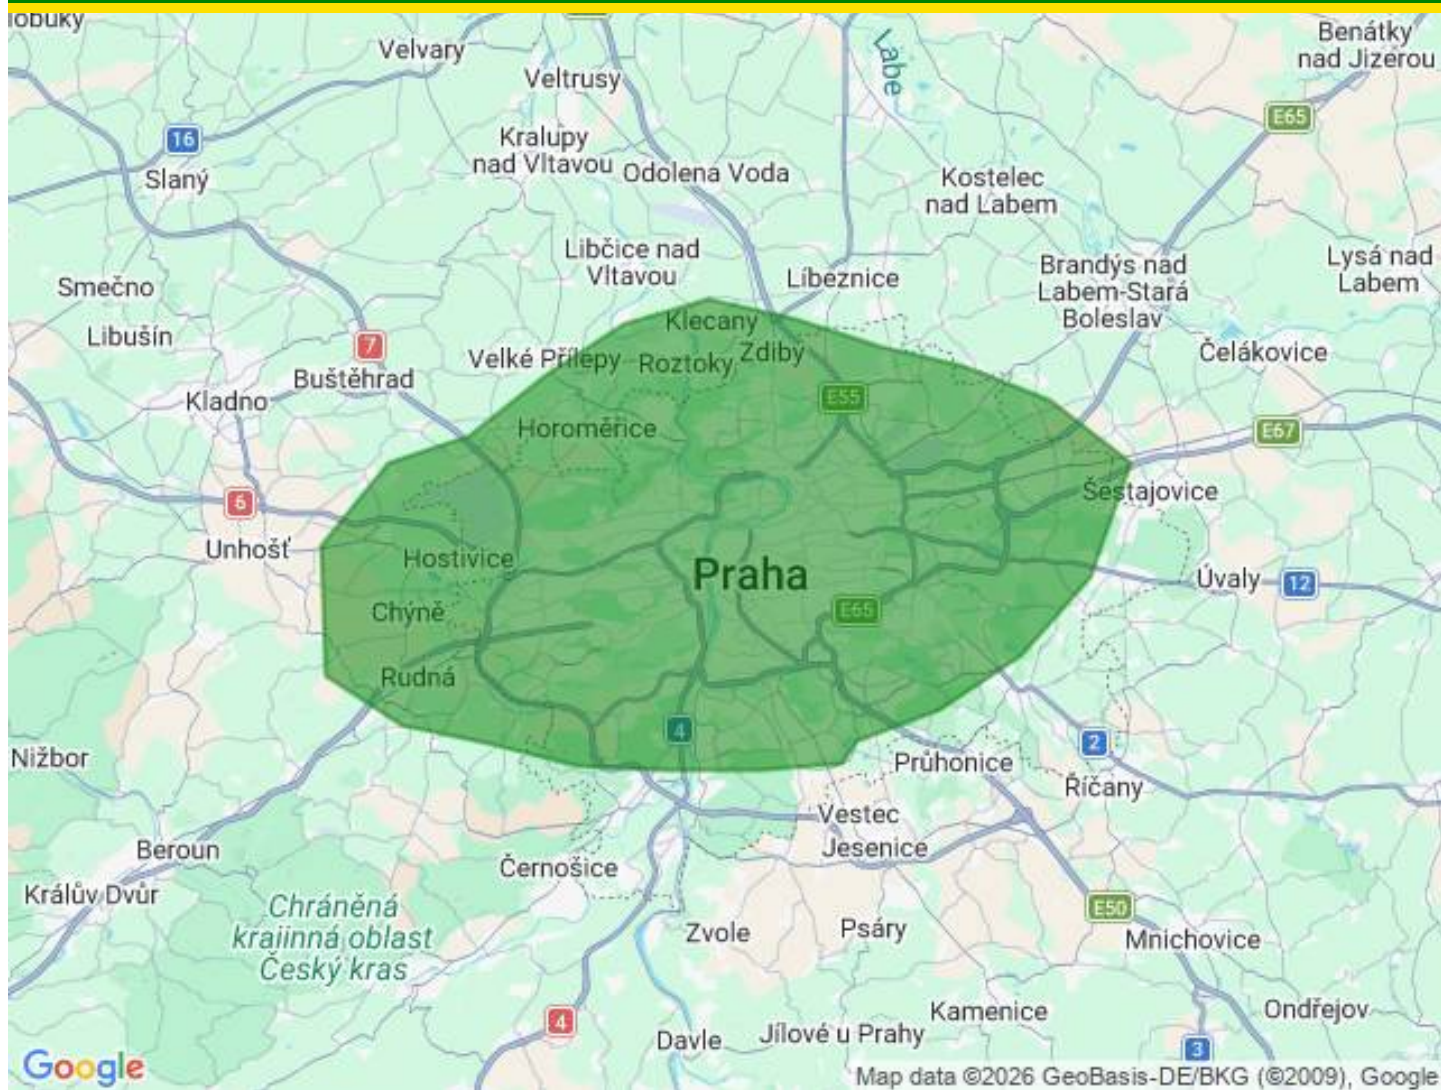 Velvary
Veltrusy
Labe
Benátky
nad Jizerou
E65
16
Kralupy
nad Vltavou
Odolena Voda
Slaný
Kostelec
nad Labem
Libčice nad
Vltavou
Líbeznice
Brandýs nad
Labem-Stará
Boleslav
Lysá nad
Labem
Smečno
Libušín
Klecany
7
Velké Přílepy
Roztoky
Zdiby
Čelákovice
Buštěhrad
Kladno
E55
Horoměřice
E67
6
Šestajovice
Unhošť
Hostivice
Praha
Úvaly
12
Chýně
E65
Rudná
4
2
Nižbor
Průhonice
Říčany
Vestec
Jesenice
Beroun
Černošice
Králův Dvůr
Chráněná
krajinná oblast
Český kras
E50
Zvole
Psáry
Mnichovice
Kamenice
Ondřejov
4
Davle
Jílové u Prahy
3
Google
Map data ©2026 GeoBasis-DE/BKG (©2009), Google